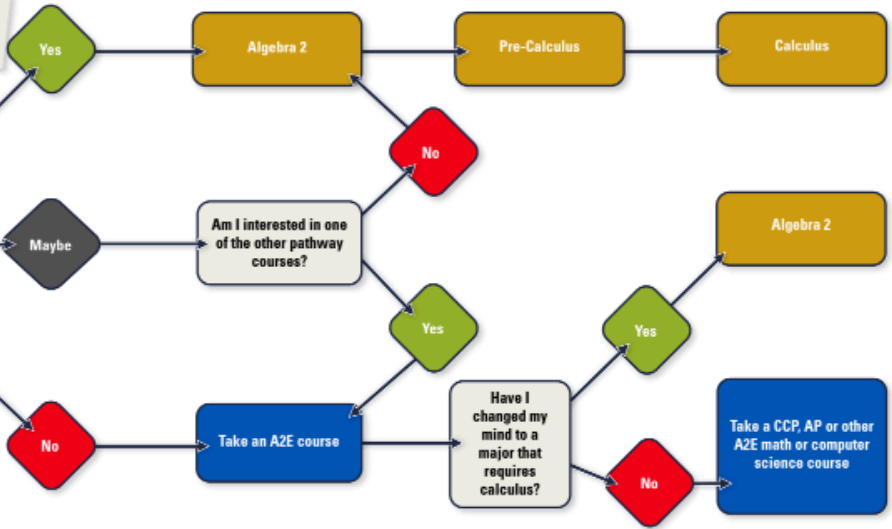 Yes
Algebra 2
Pre-Calculus
Calculus
No
Maybe
Am I interested in one
of the other pathway
courses?
Algebra 2
Yes
Yes
No
Take an A2E course
Have I
changed my
mind to a
major that
requires
calculus?
Take a CCP, AP or other
A2E math or computer
science course
No